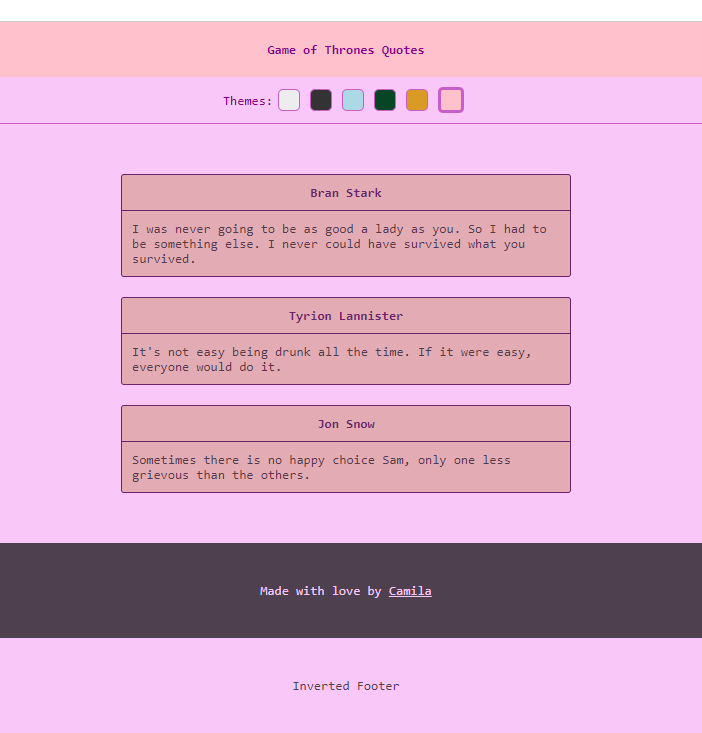 Game of Thrones Quotes
Themes:
Bran Stark
I was never going to be as good a lady as you. So I had to
be something else. I never could have survived what you
survived.
Tyrion Lannister
It's not easy being drunk all the time. If it were easy,
everyone would do it.
Jon Snow
Sometimes there is no happy choice Sam, only one less
grievous than the others.
Made with love by Camila
Inverted Footer